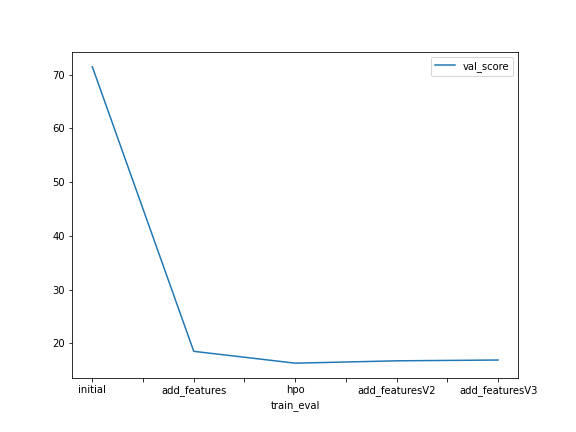 val_score
70
60
50
40
30
20
initial
add_features
hpo
add_featuresV2
add_featuresV3
train_eval